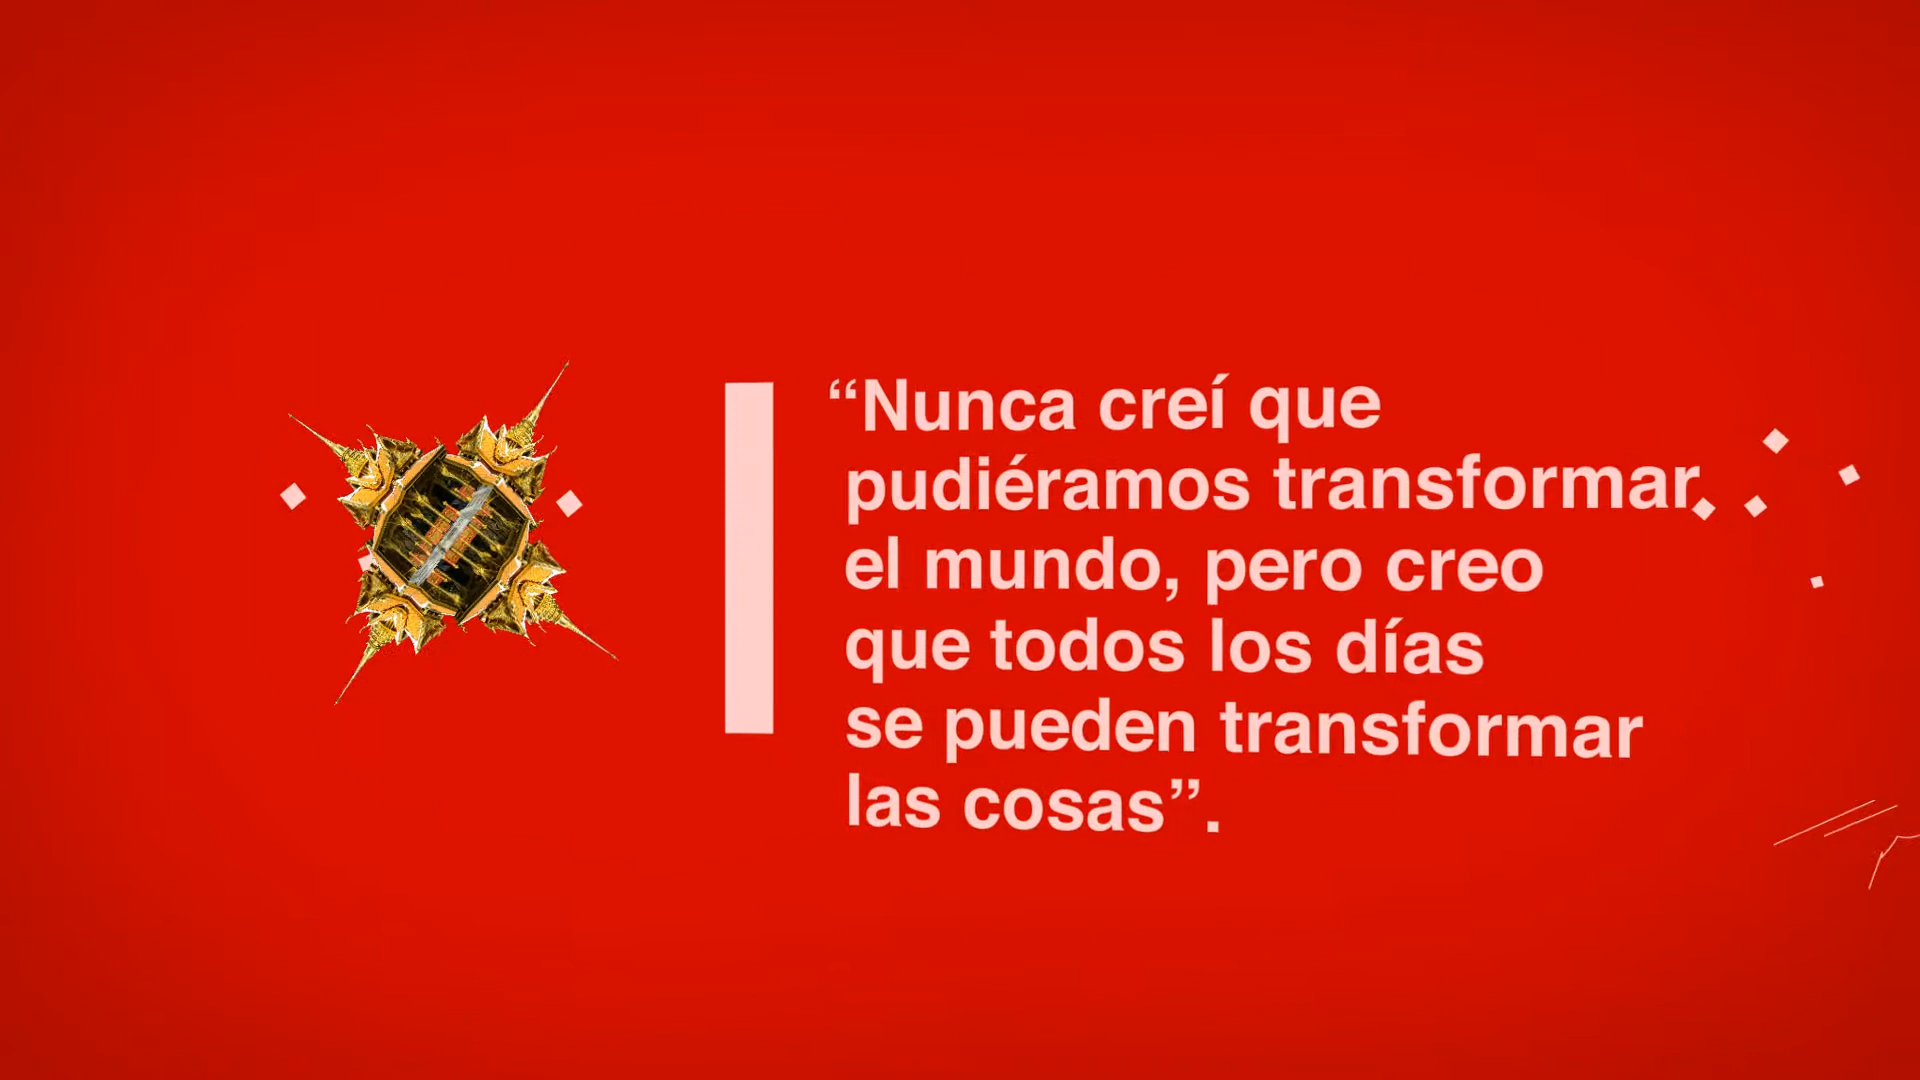 “Nunca creí que
pudiéramos transformar
el mundo, pero creo
que todos los días
se pueden transformar
las cosas”.